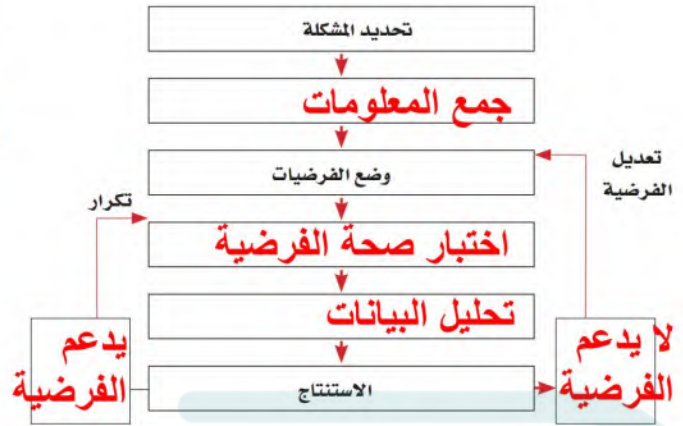 تحديد المشكلة
جمع المعلومات
وضع الفرضيات
تعديل
الفرضية
تكرار
اختبار صحة الفرضية
تحليل البيانات
يدعم
الفرضية
الاستنتاج
لا يدعم
الفرضية